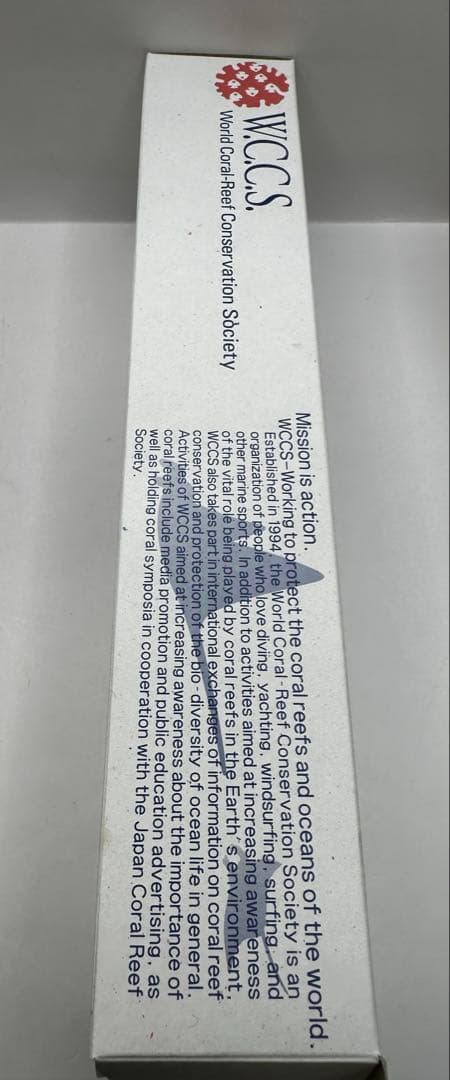 W.C.C.S.
World Coral-Reef Conservation Society
Mission is action.
WCCS-Working to protect the coral reefs and oceans of the world.
Established in 1994, the World Coral-Reef Conservation Society is an
organization of people who love diving, yachting, windsurfing, surfing, and
other marine sports. In addition to activities aimed at increasing awareness
of the vital role being played by coral reefs in the Earth's environment,
WCCS also takes part in international exchanges of information on coral reef
conservation and protection of the bio-diversity of ocean life in general.
Activities of WCCS aimed at increasing awareness about the importance of
coral reefs include media promotion and public education advertising, as
well as holding coral symposia in cooperation with the Japan Coral Reef
Society.